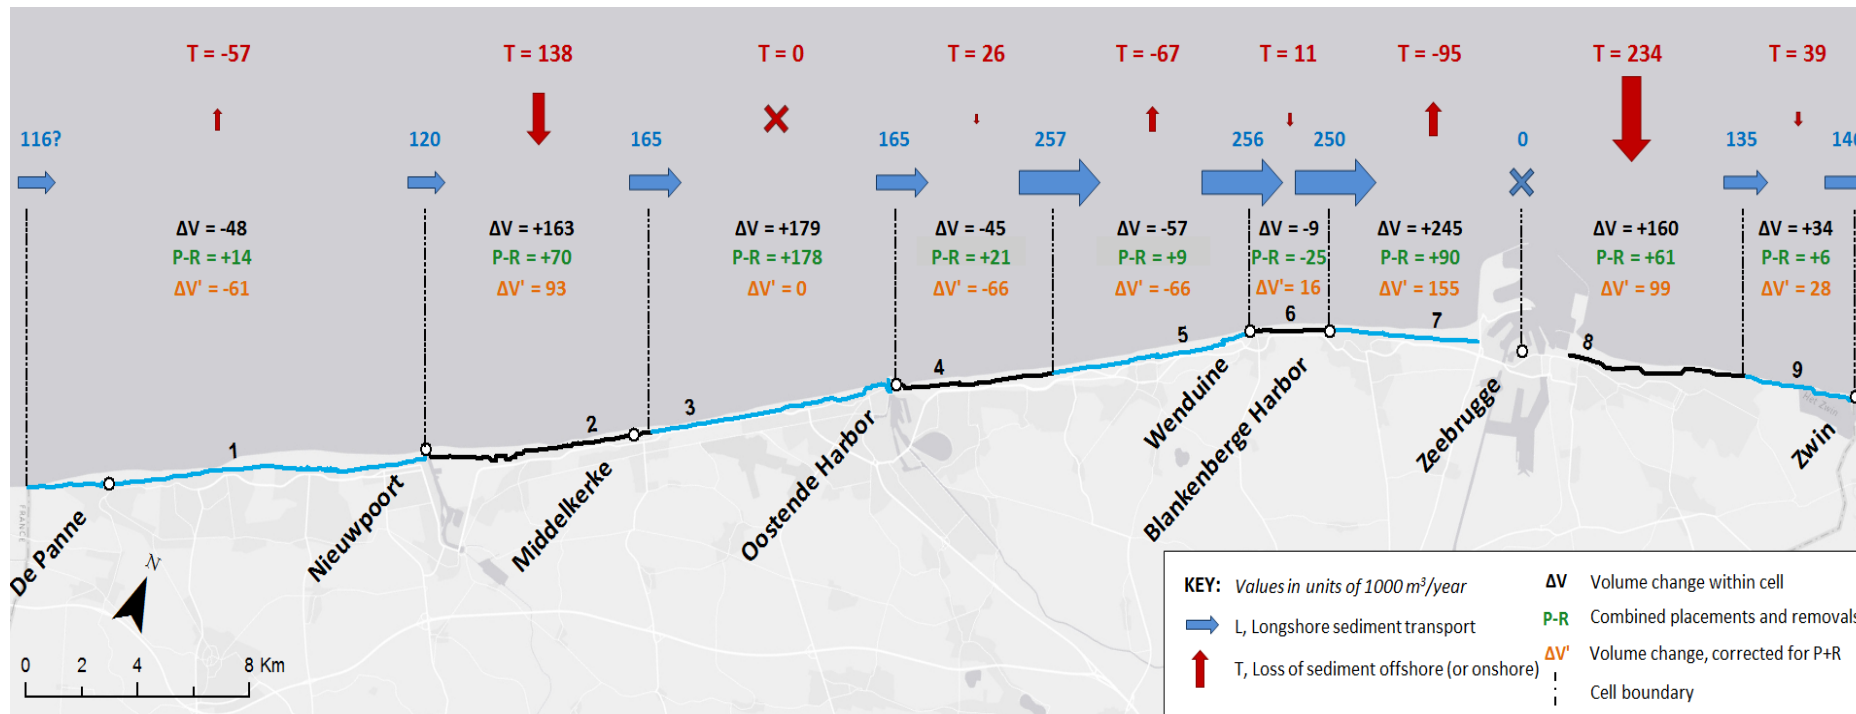 T = -57 T = 138 T = 0 T = 26 T = -67 T = 11 T = -95 T = 234 T = 39
116? 120 165 165 257 256 250 0 135 146
ΔV = -48 ΔV = +163 ΔV = +179 ΔV = -45 ΔV = -57 ΔV = -9 ΔV = +245 ΔV = +160 ΔV = +34
P-R = +14 P-R = +70 P-R = +178 P-R = +21 P-R = +9 P-R = -25 P-R = +90 P-R = +61 P-R = +6
ΔV' = -61 ΔV' = 93 ΔV' = 0 ΔV' = -66 ΔV' = -66 ΔV'= 16 ΔV' = 155 ΔV' = 99 ΔV' = 28
1 2 3 4 5 6 7 8 9
De Panne
Nieuwpoort
Middelkerke
Oostende Harbor
Wenduine
Blankenberge Harbor
Zeebrugge
Zwin
Het Zwin
FRANCE
N
0 2 4 8 Km
KEY: Values in units of 1000 m³/year
L, Longshore sediment transport
T, Loss of sediment offshore (or onshore)
ΔV Volume change within cell
P-R Combined placements and removals
ΔV' Volume change, corrected for P+R
Cell boundary